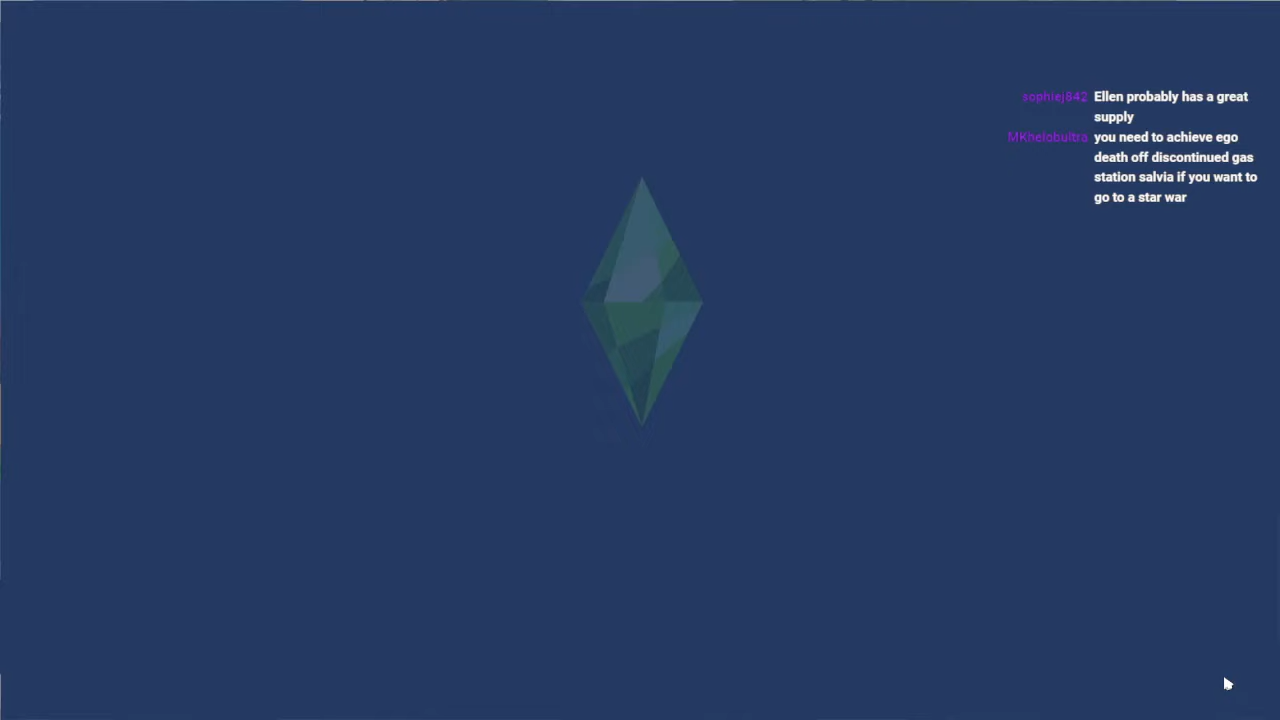 sophiej842 Ellen probably has a great
supply
MKhelobultra you need to achieve ego
death off discontinued gas
station salvia if you want to
go to a star war